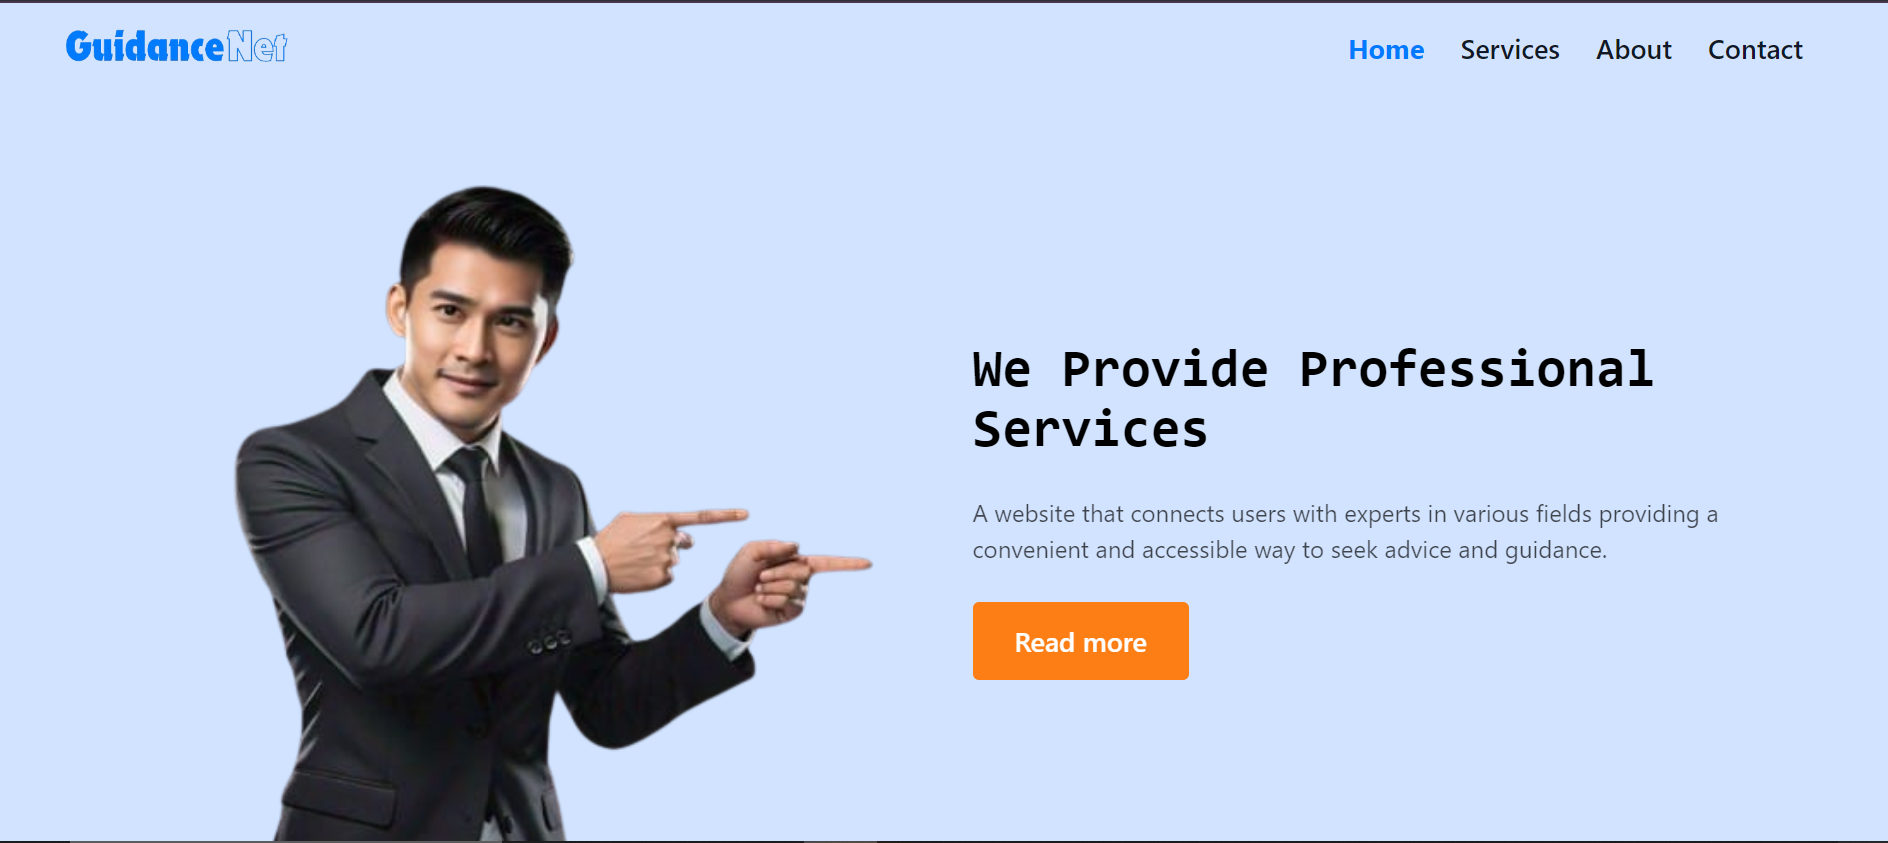 GuidanceNet
Home Services About Contact
We Provide Professional
Services
A website that connects users with experts in various fields providing a
convenient and accessible way to seek advice and guidance.
Read more